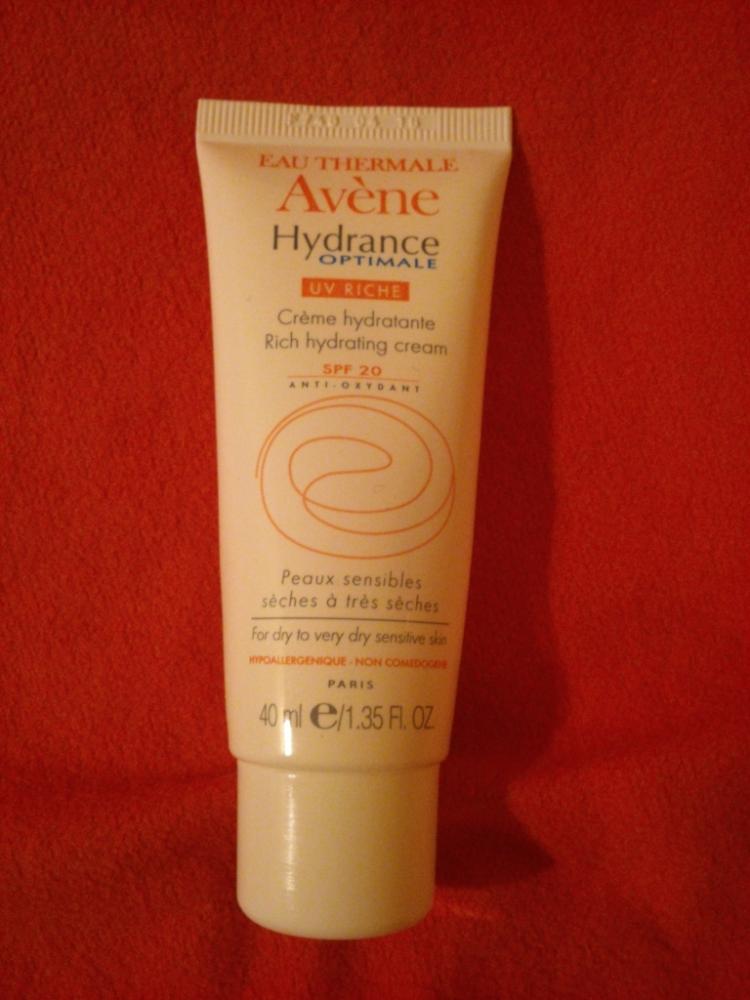 EAU THERMALE
Avène
Hydrance
OPTIMALE
UV RICHE
Crème hydratante
Rich hydrating cream
SPF 20
ANTI-OXYDANT
Peaux sensibles
sèches à très sèches
For dry to very dry sensitive skin
HYPOALLERGENIQUE - NON COMEDOGENE
PARIS
40 ml e/1.35 Fl. OZ.